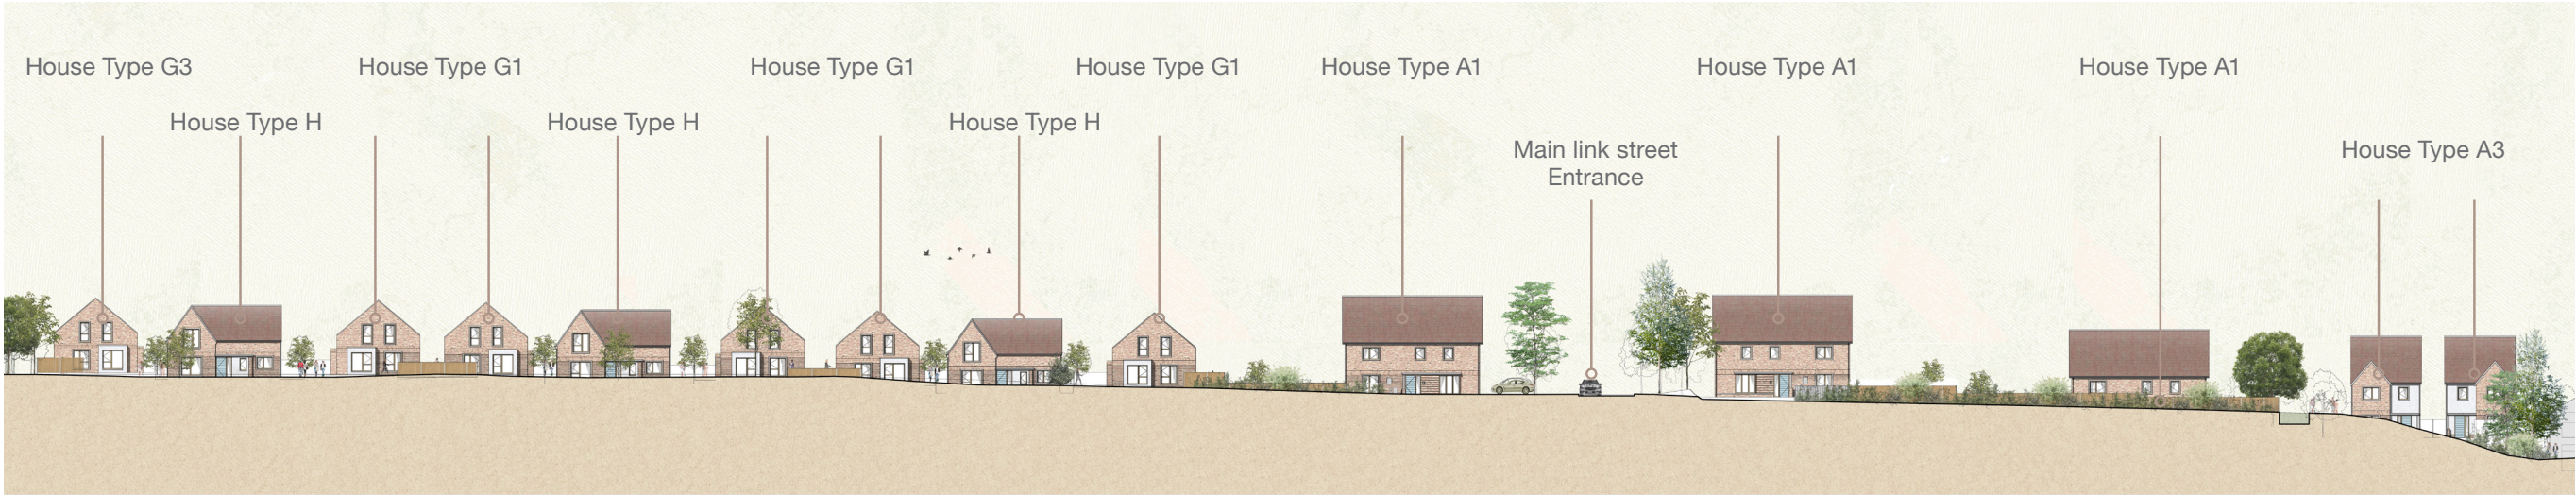 House Type G3
House Type G1
House Type G1
House Type G1
House Type A1
House Type A1
House Type A1
House Type H
House Type H
House Type H
Main link street
Entrance
House Type A3